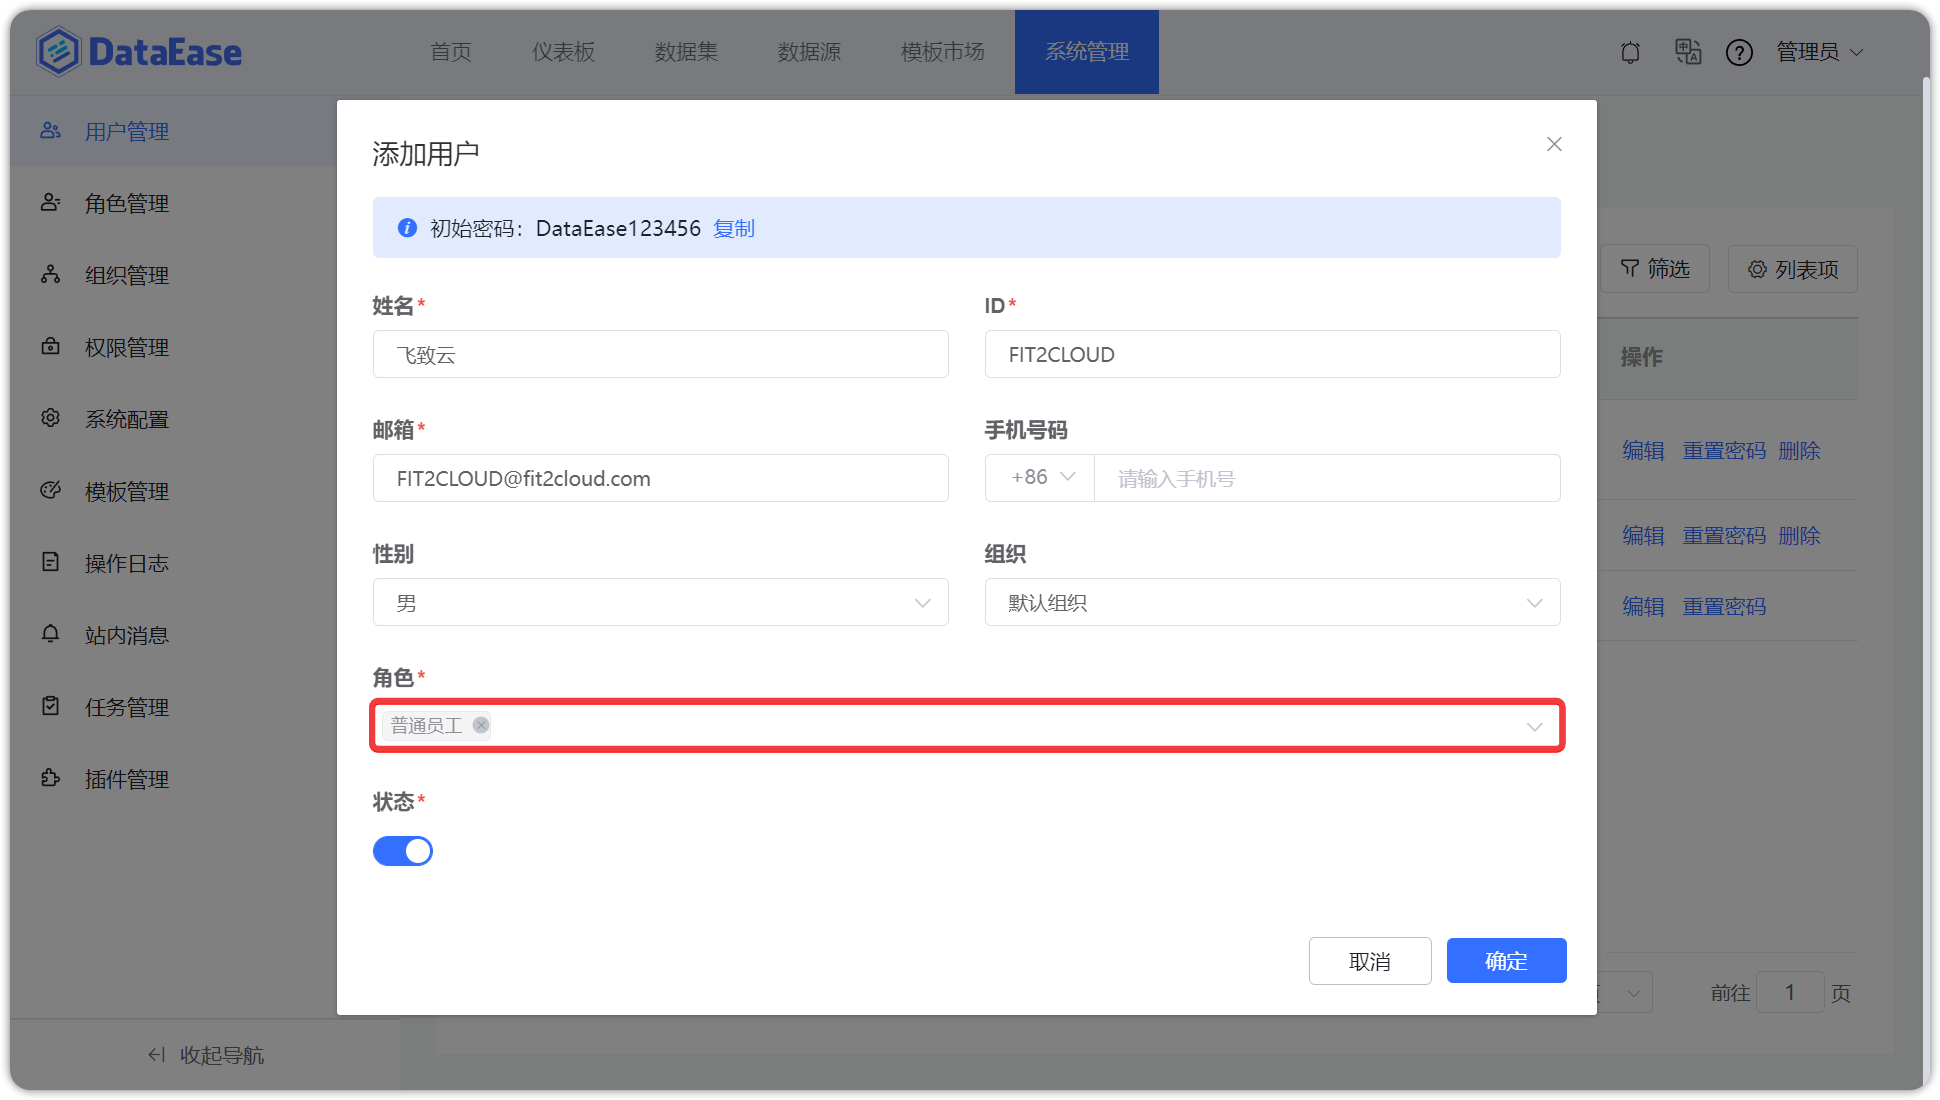 DataEase
首页
仪表板
数据集
数据源
模板市场
系统管理
管理员
用户管理
角色管理
组织管理
权限管理
系统配置
模板管理
操作日志
站内消息
任务管理
插件管理
收起导航
添加用户
初始密码：DataEase123456 复制
姓名*
ID*
飞致云
FIT2CLOUD
邮箱*
手机号码
FIT2CLOUD@fit2cloud.com
+86
请输入手机号
性别
组织
男
默认组织
角色*
普通员工
状态*
取消
确定
筛选
列表项
操作
编辑 重置密码 删除
编辑 重置密码 删除
编辑 重置密码
前往 1 页